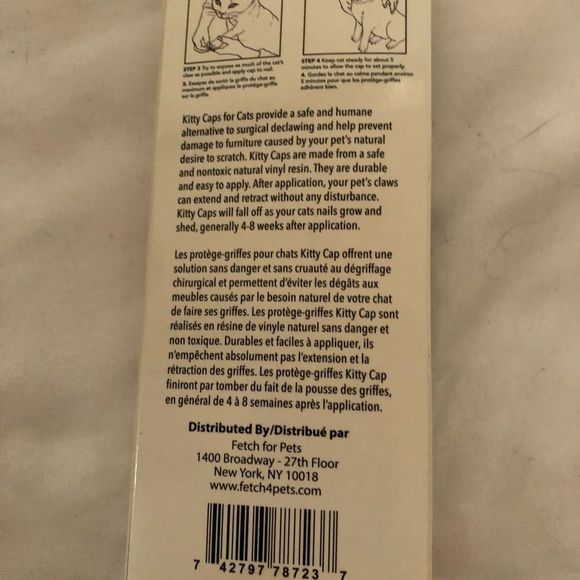 STEP 3 Try to expose as much of the cat's
claw as possible and apply cap to nail.
3. Essayez de sortir la griffe du chat au
maximum et appliquez le protège-griffe
sur la griffe.
STEP 4 Keep cat steady for about 5
minutes to allow the cap to set properly.
4. Gardez le chat au calme pendant environ
5 minutes pour que les protège-griffes
adhèrent bien.
Kitty Caps for Cats provide a safe and humane
alternative to surgical declawing and help prevent
damage to furniture caused by your pet's natural
desire to scratch. Kitty Caps are made from a safe
and nontoxic natural vinyl resin. They are durable
and easy to apply. After application, your pet's claws
can extend and retract without any disturbance.
Kitty Caps will fall off as your cats nails grow and
shed, generally 4-8 weeks after application.
Les protège-griffes pour chats Kitty Cap offrent une
solution sans danger et sans cruauté au dégriffage
chirurgical et permettent d'éviter les dégâts aux
meubles causés par le besoin naturel de votre chat
de faire ses griffes. Les protège-griffes Kitty Cap sont
réalisés en résine de vinyle naturel sans danger et
non toxique. Durables et faciles à appliquer, ils
n'empêchent absolument pas l'extension et la
rétraction des griffes. Les protège-griffes Kitty Cap
finiront par tomber du fait de la pousse des griffes,
en général de 4 à 8 semaines après l'application.
Distributed By/Distribué par
Fetch for Pets
1400 Broadway - 27th Floor
New York, NY 10018
www.fetch4pets.com
7 42797 78723 7